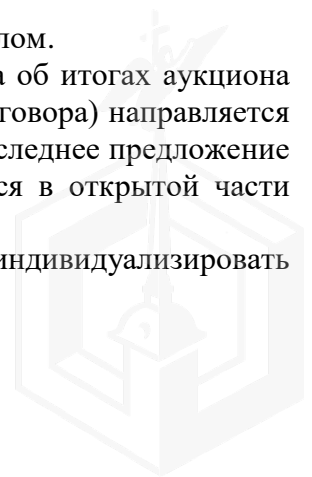 лом.
а об итогах аукциона
говора) направляется
следнее предложение
ся в открытой части
индивидуализировать